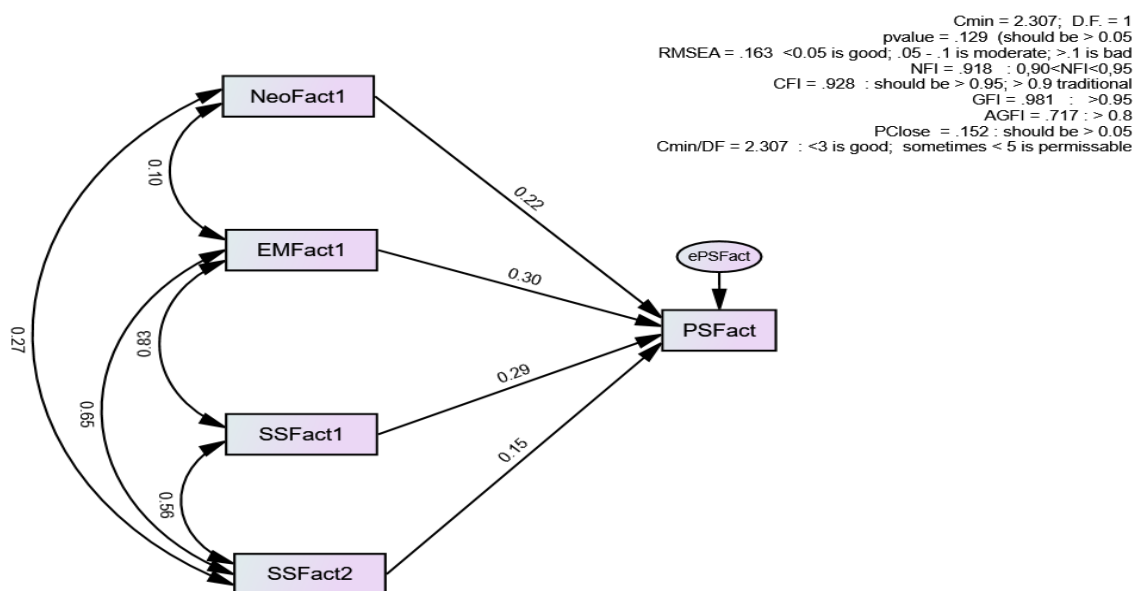 Cmin = 2.307; D.F. = 1
pvalue = .129 (should be > 0.05
RMSEA = .163 <0.05 is good; .05 - .1 is moderate; >.1 is bad
NFI = .918 : 0,90<NFI<0,95
CFI = .928 : should be > 0.95; > 0.9 traditional
GFI = .981 : >0.95
AGFI = .717 : > 0.8
PClose = .152 : should be > 0.05
Cmin/DF = 2.307 : <3 is good; sometimes < 5 is permissable
NeoFact1
0.10
0.22
EMFact1
0.30
ePSFact
PSFact
0.27
0.83
0.65
0.29
SSFact1
0.15
0.56
SSFact2